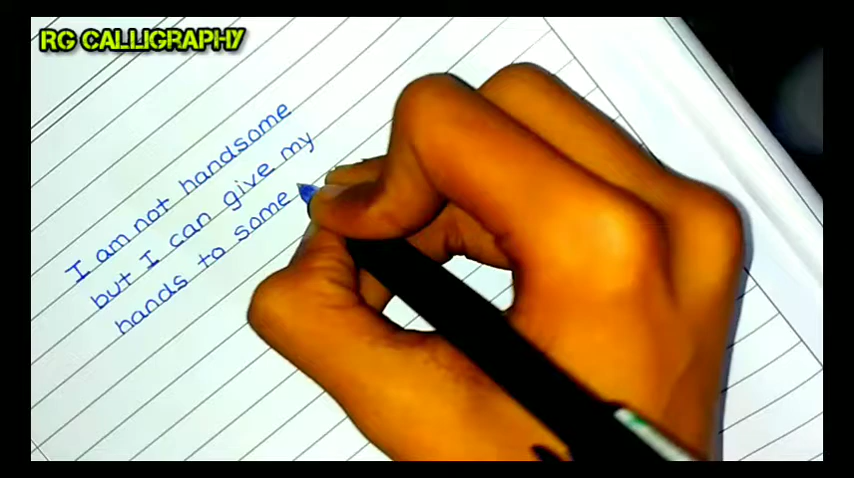 RG CALLIGRAPHY
I am not handsome
but I can give my
hands to some